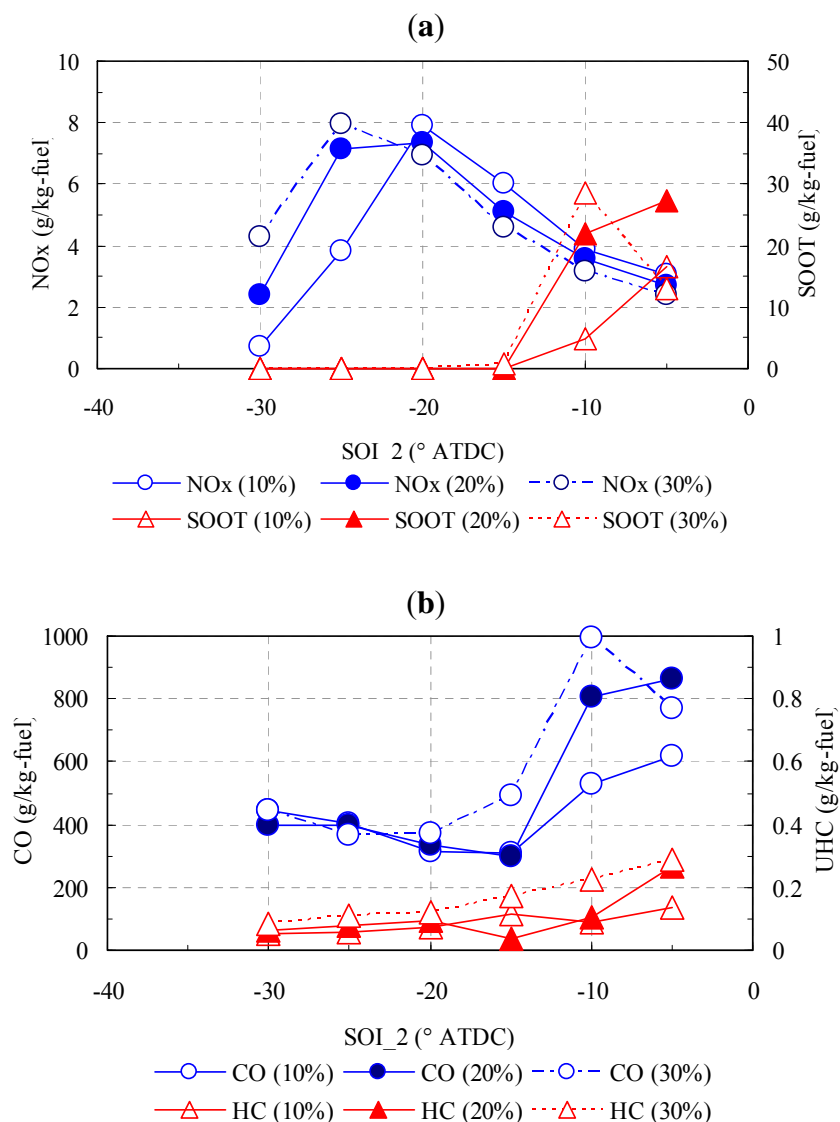 (a)
10
8
6
4
2
0
NOx (g/kg-fuel)
50
40
30
20
10
0
SOOT (g/kg-fuel)
-40 -30 -20 -10 0
SOI_2 (° ATDC)
NOx (10%) NOx (20%) NOx (30%)
SOOT (10%) SOOT (20%) SOOT (30%)
(b)
1000
800
600
400
200
0
CO (g/kg-fuel)
1
0.8
0.6
0.4
0.2
0
UHC (g/kg-fuel)
-40 -30 -20 -10 0
SOI_2 (° ATDC)
CO (10%) CO (20%) CO (30%)
HC (10%) HC (20%) HC (30%)